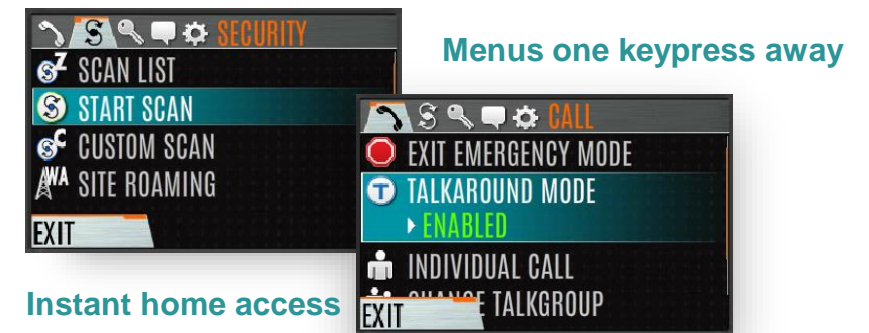 SECURITY
SCAN LIST
START SCAN
CUSTOM SCAN
SITE ROAMING
EXIT
Menus one keypress away
CALL
EXIT EMERGENCY MODE
TALKAROUND MODE
ENABLED
INDIVIDUAL CALL
TALKGROUP
EXIT
Instant home access